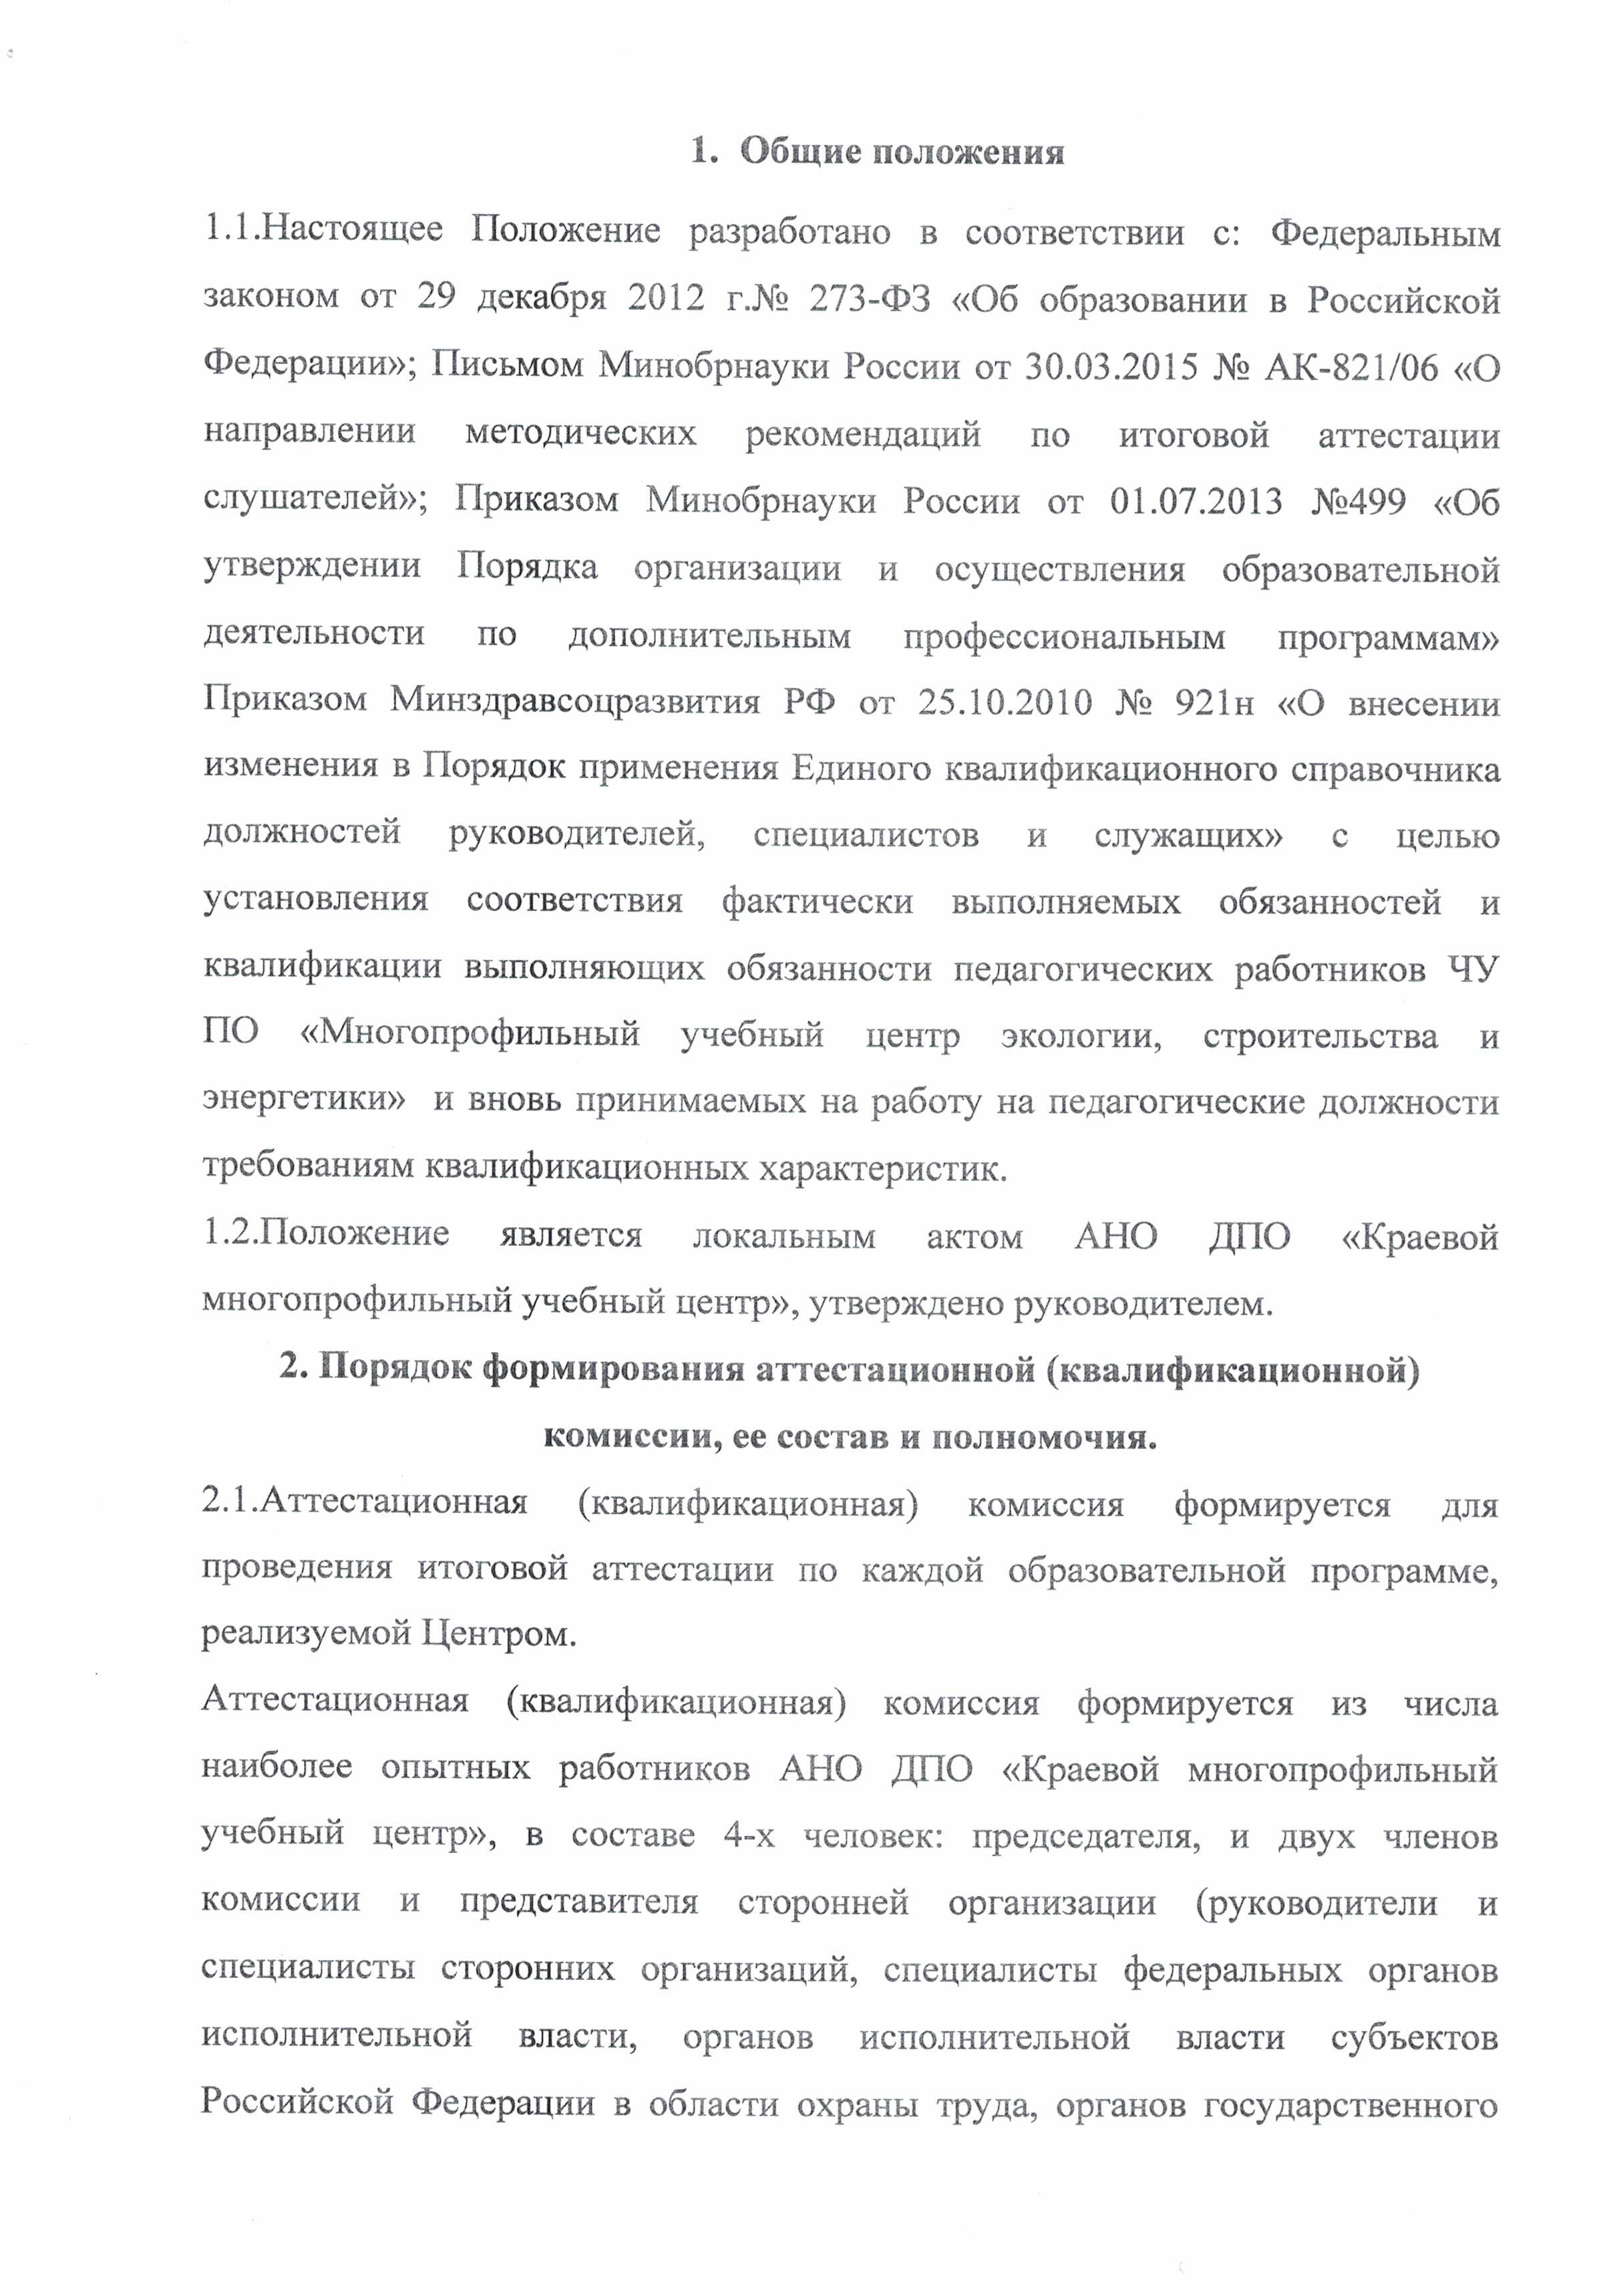 1. Общие положения
1.1.Настоящее Положение разработано в соответствии с: Федеральным
законом от 29 декабря 2012 г.№ 273-ФЗ «Об образовании в Российской
Федерации»; Письмом Минобрнауки России от 30.03.2015 № АК-821/06 «О
направлении методических рекомендаций по итоговой аттестации
слушателей»; Приказом Минобрнауки России от 01.07.2013 №499 «Об
утверждении Порядка организации и осуществления образовательной
деятельности по дополнительным профессиональным программам»
Приказом Минздравсоцразвития РФ от 25.10.2010 № 921н «О внесении
изменения в Порядок применения Единого квалификационного справочника
должностей руководителей, специалистов и служащих» с целью
установления соответствия фактически выполняемых обязанностей и
квалификации выполняющих обязанности педагогических работников ЧУ
ПО «Многопрофильный учебный центр экологии, строительства и
энергетики» и вновь принимаемых на работу на педагогические должности
требованиям квалификационных характеристик.
1.2.Положение является локальным актом АНО ДПО «Краевой
многопрофильный учебный центр», утверждено руководителем.
2. Порядок формирования аттестационной (квалификационной)
комиссии, ее состав и полномочия.
2.1.Аттестационная (квалификационная) комиссия формируется для
проведения итоговой аттестации по каждой образовательной программе,
реализуемой Центром.
Аттестационная (квалификационная) комиссия формируется из числа
наиболее опытных работников АНО ДПО «Краевой многопрофильный
учебный центр», в составе 4-х человек: председателя, и двух членов
комиссии и представителя сторонней организации (руководители и
специалисты сторонних организаций, специалисты федеральных органов
исполнительной власти, органов исполнительной власти субъектов
Российской Федерации в области охраны труда, органов государственного